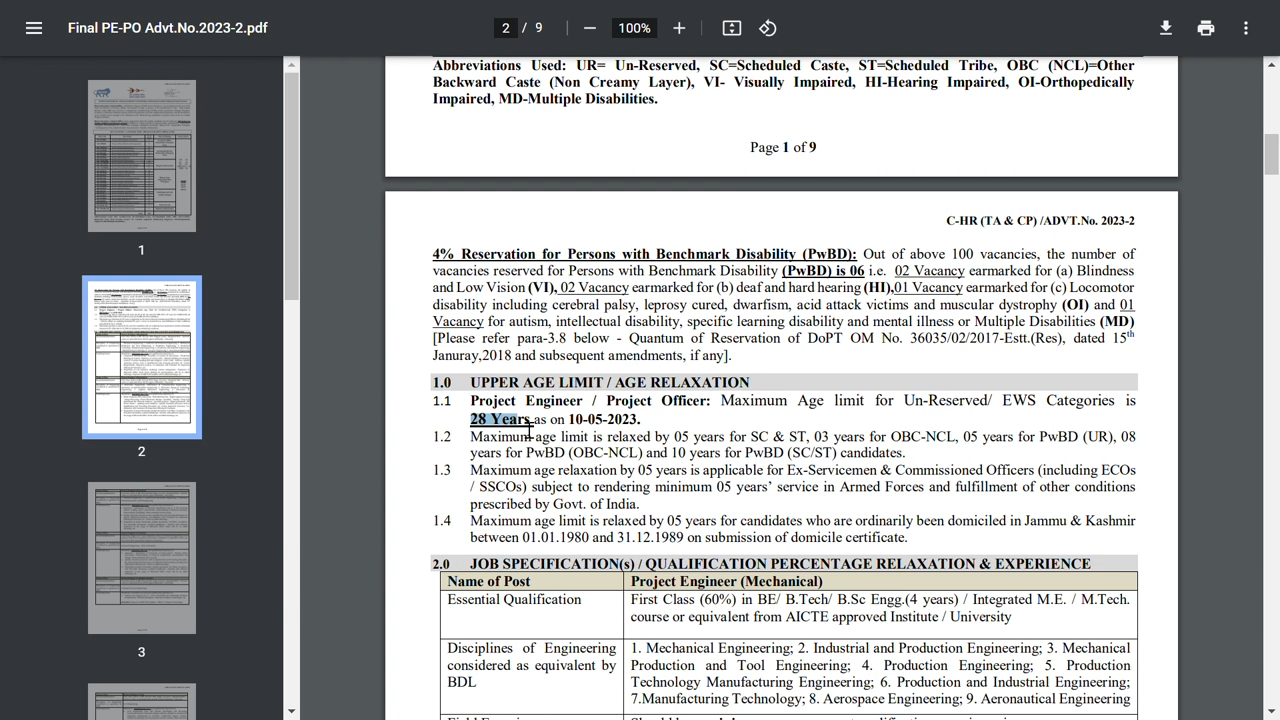 Final PE-PO Advt.No.2023-2.pdf
2 / 9
100%
Abbreviations Used: UR= Un-Reserved, SC=Scheduled Caste, ST=Scheduled Tribe, OBC (NCL)=Other
Backward Caste (Non Creamy Layer), VI- Visually Impaired, HI-Hearing Impaired, OI-Orthopedically
Impaired, MD-Multiple Disabilities.
Page 1 of 9
C-HR (TA & CP) /ADVT.No. 2023-2
4% Reservation for Persons with Benchmark Disability (PwBD): Out of above 100 vacancies, the number of
vacancies reserved for Persons with Benchmark Disability (PwBD) is 06 i.e. 02 Vacancy earmarked for (a) Blindness
and Low Vision (VI), 02 Vacancy earmarked for (b) deaf and hard hearing (HI),01 Vacancy earmarked for (c) Locomotor
disability including cerebral palsy, leprosy cured, dwarfism, acid attack, victims and muscular dystrophy (OI) and 01
Vacancy for autism, intellectual disability, specific learning disability and mental illness or Multiple Disabilities (MD)
[please refer para-3.8 below - Quantum of Reservation of DoPT OM No. 36035/02/2017-Estt.(Res), dated 15th
Januray,2018 and subsequent amendments, if any].
1.0 UPPER AGE LIMIT / AGE RELAXATION
1.1 Project Engineer / Project Officer: Maximum Age limit for Un-Reserved/ EWS Categories is
28 Years as on 10-05-2023.
1.2 Maximum age limit is relaxed by 05 years for SC & ST, 03 years for OBC-NCL, 05 years for PwBD (UR), 08
years for PwBD (OBC-NCL) and 10 years for PwBD (SC/ST) candidates.
1.3 Maximum age relaxation by 05 years is applicable for Ex-Servicemen & Commissioned Officers (including ECOs
/ SSCOs) subject to rendering minimum 05 years' service in Armed Forces and fulfillment of other conditions
prescribed by Govt. of India.
1.4 Maximum age limit is relaxed by 05 years for candidates who had ordinarily been domiciled in Jammu & Kashmir
between 01.01.1980 and 31.12.1989 on submission of domicile certificate.
2.0 JOB SPECIFICATION(s) / QUALIFICATION PERCENTAGE RELAXATION & EXPERIENCE
Name of Post Project Engineer (Mechanical)
Essential Qualification First Class (60%) in BE/ B.Tech/ B.Sc Engg.(4 years) / Integrated M.E. / M.Tech.
course or equivalent from AICTE approved Institute / University
Disciplines of Engineering 1. Mechanical Engineering; 2. Industrial and Production Engineering; 3. Mechanical
considered as equivalent by Production and Tool Engineering; 4. Production Engineering; 5. Production
BDL Technology Manufacturing Engineering; 6. Production and Industrial Engineering;
7.Manufacturing Technology; 8. Aerospace Engineering, 9. Aeronautical Engineering
1
2
3